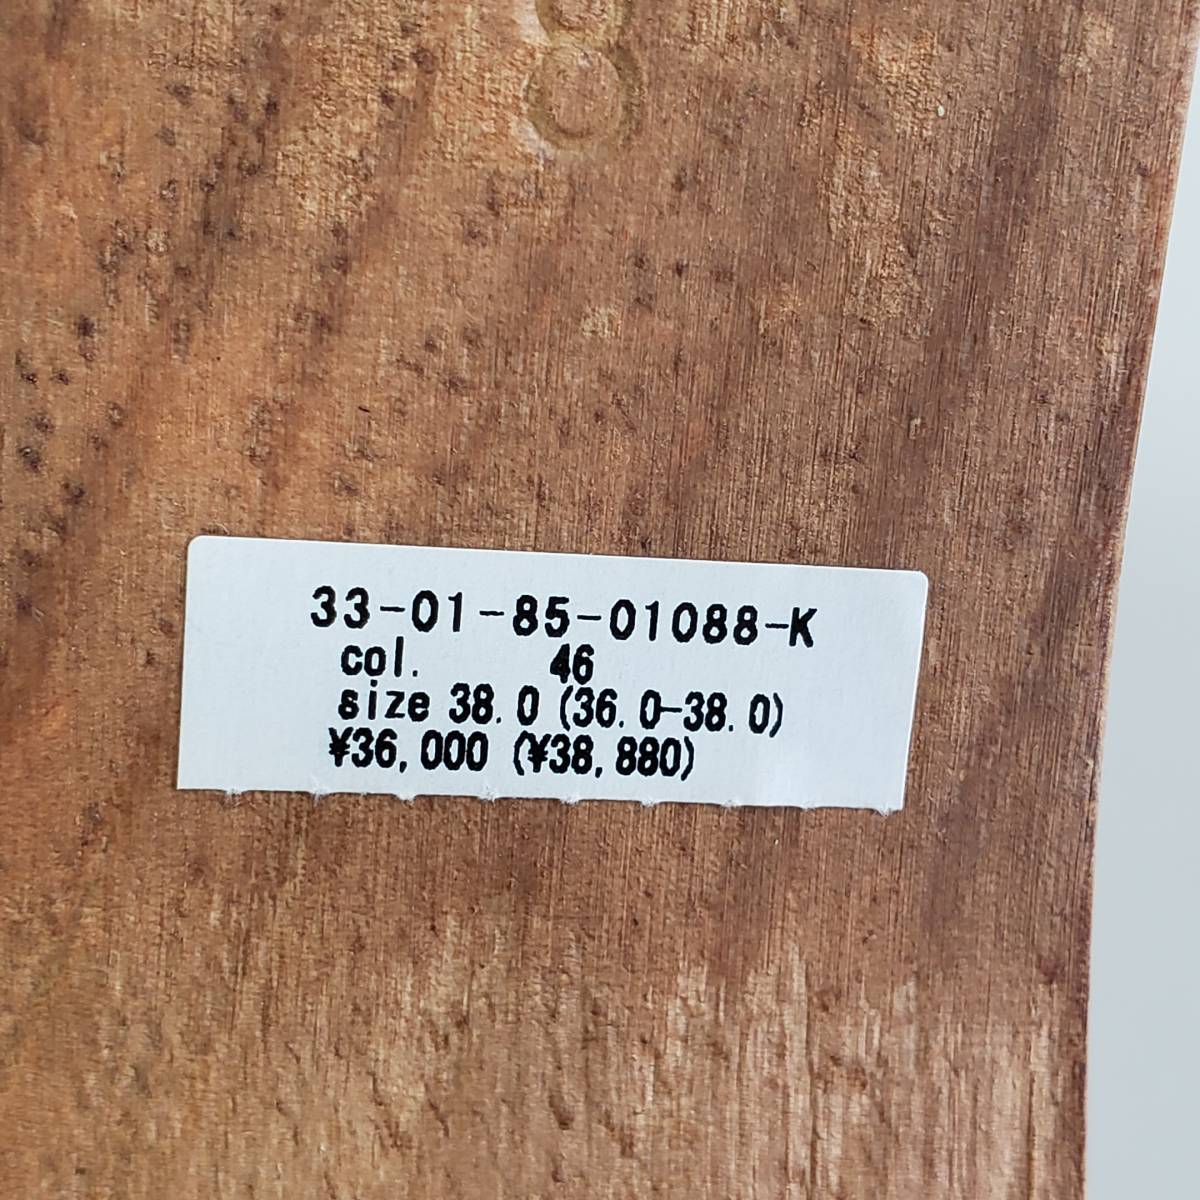 33-01-85-01088-K
col. 46
size 38.0 (36.0-38.0)
¥36,000 (¥38,880)